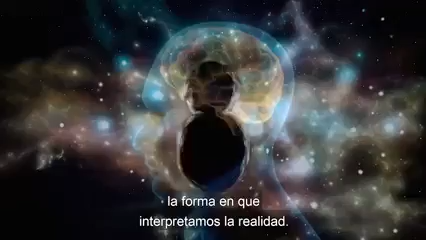 la forma en que
interpretamos la realidad.